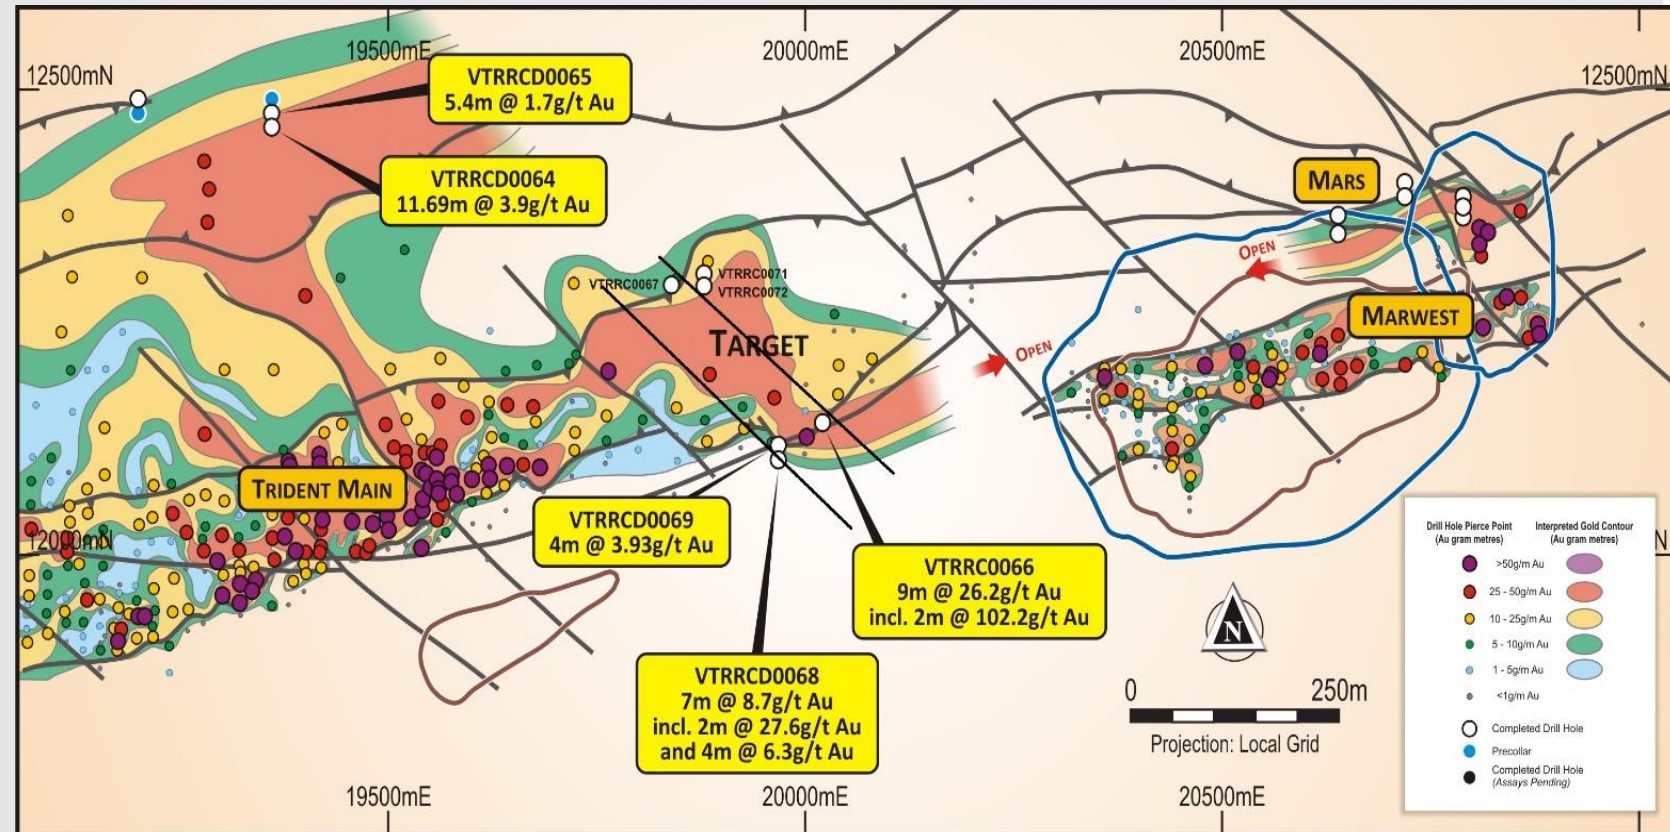 19500mE
20000mE
20500mE
12500mN
12500mN
VTRRCD0065
5.4m @ 1.7g/t Au
VTRRCD0064
11.69m @ 3.9g/t Au
MARS
OPEN
VTRRC0067
VTRRC0071
VTRRC0072
TARGET
OPEN
MARWEST
TRIDENT MAIN
12000mN
N
VTRRCD0069
4m @ 3.93g/t Au
VTRRC0066
9m @ 26.2g/t Au
incl. 2m @ 102.2g/t Au
VTRRCD0068
7m @ 8.7g/t Au
incl. 2m @ 27.6g/t Au
and 4m @ 6.3g/t Au
N
0 250m
Projection: Local Grid
Drill Hole Pierce Point Interpreted Gold Contour
(Au gram metres) (Au gram metres)
>50g/m Au
25 - 50g/m Au
10 - 25g/m Au
5 - 10g/m Au
1 - 5g/m Au
<1g/m Au
Completed Drill Hole
Precollar
Completed Drill Hole
(Assays Pending)
19500mE
20000mE
20500mE